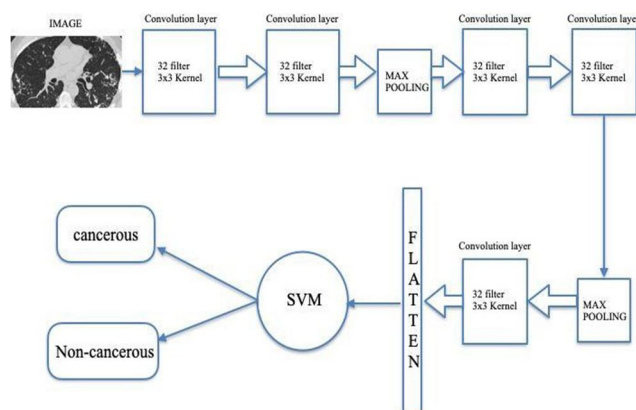 IMAGE
Convolution layer
32 filter
3x3 Kernel
Convolution layer
32 filter
3x3 Kernel
MAX
POOLING
Convolution layer
32 filter
3x3 Kernel
Convolution layer
32 filter
3x3 Kernel
MAX
POOLING
Convolution layer
32 filter
3x3 Kernel
F
L
A
T
T
E
N
SVM
cancerous
Non-cancerous